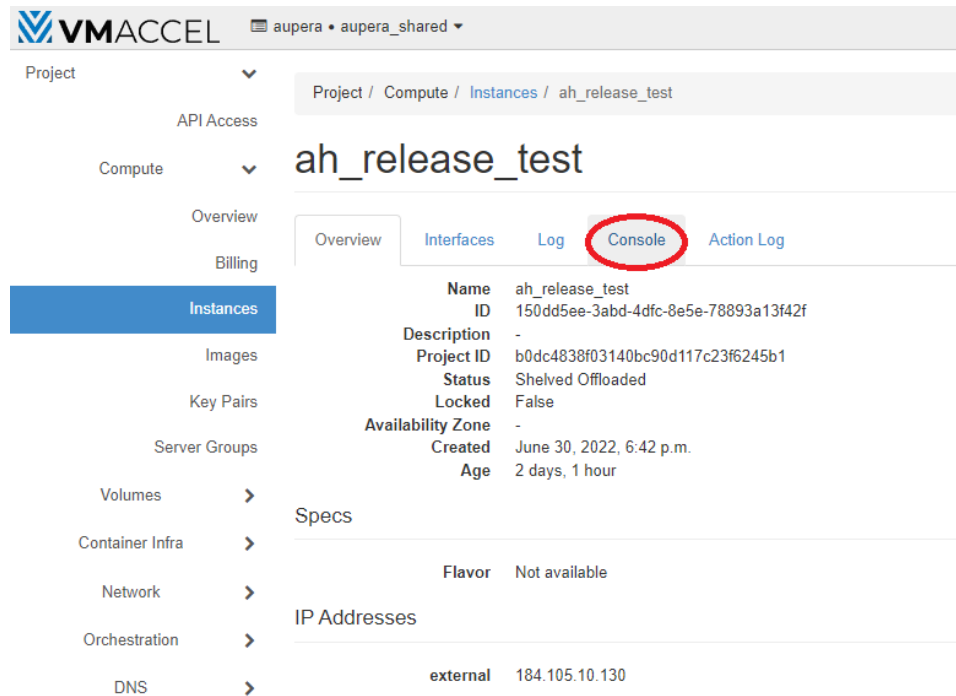 VMACCEL
aupera • aupera_shared
Project
API Access
Compute
Overview
Billing
Instances
Images
Key Pairs
Server Groups
Volumes
Container Infra
Network
Orchestration
DNS
Project / Compute / Instances / ah_release_test
ah_release_test
Overview Interfaces Log Console Action Log
Name ah_release_test
ID 150dd5ee-3abd-4dfc-8e5e-78893a13f42f
Description -
Project ID b0dc4838f03140bc90d117c23f6245b1
Status Shelved Offloaded
Locked False
Availability Zone -
Created June 30, 2022, 6:42 p.m.
Age 2 days, 1 hour
Specs
Flavor Not available
IP Addresses
external 184.105.10.130